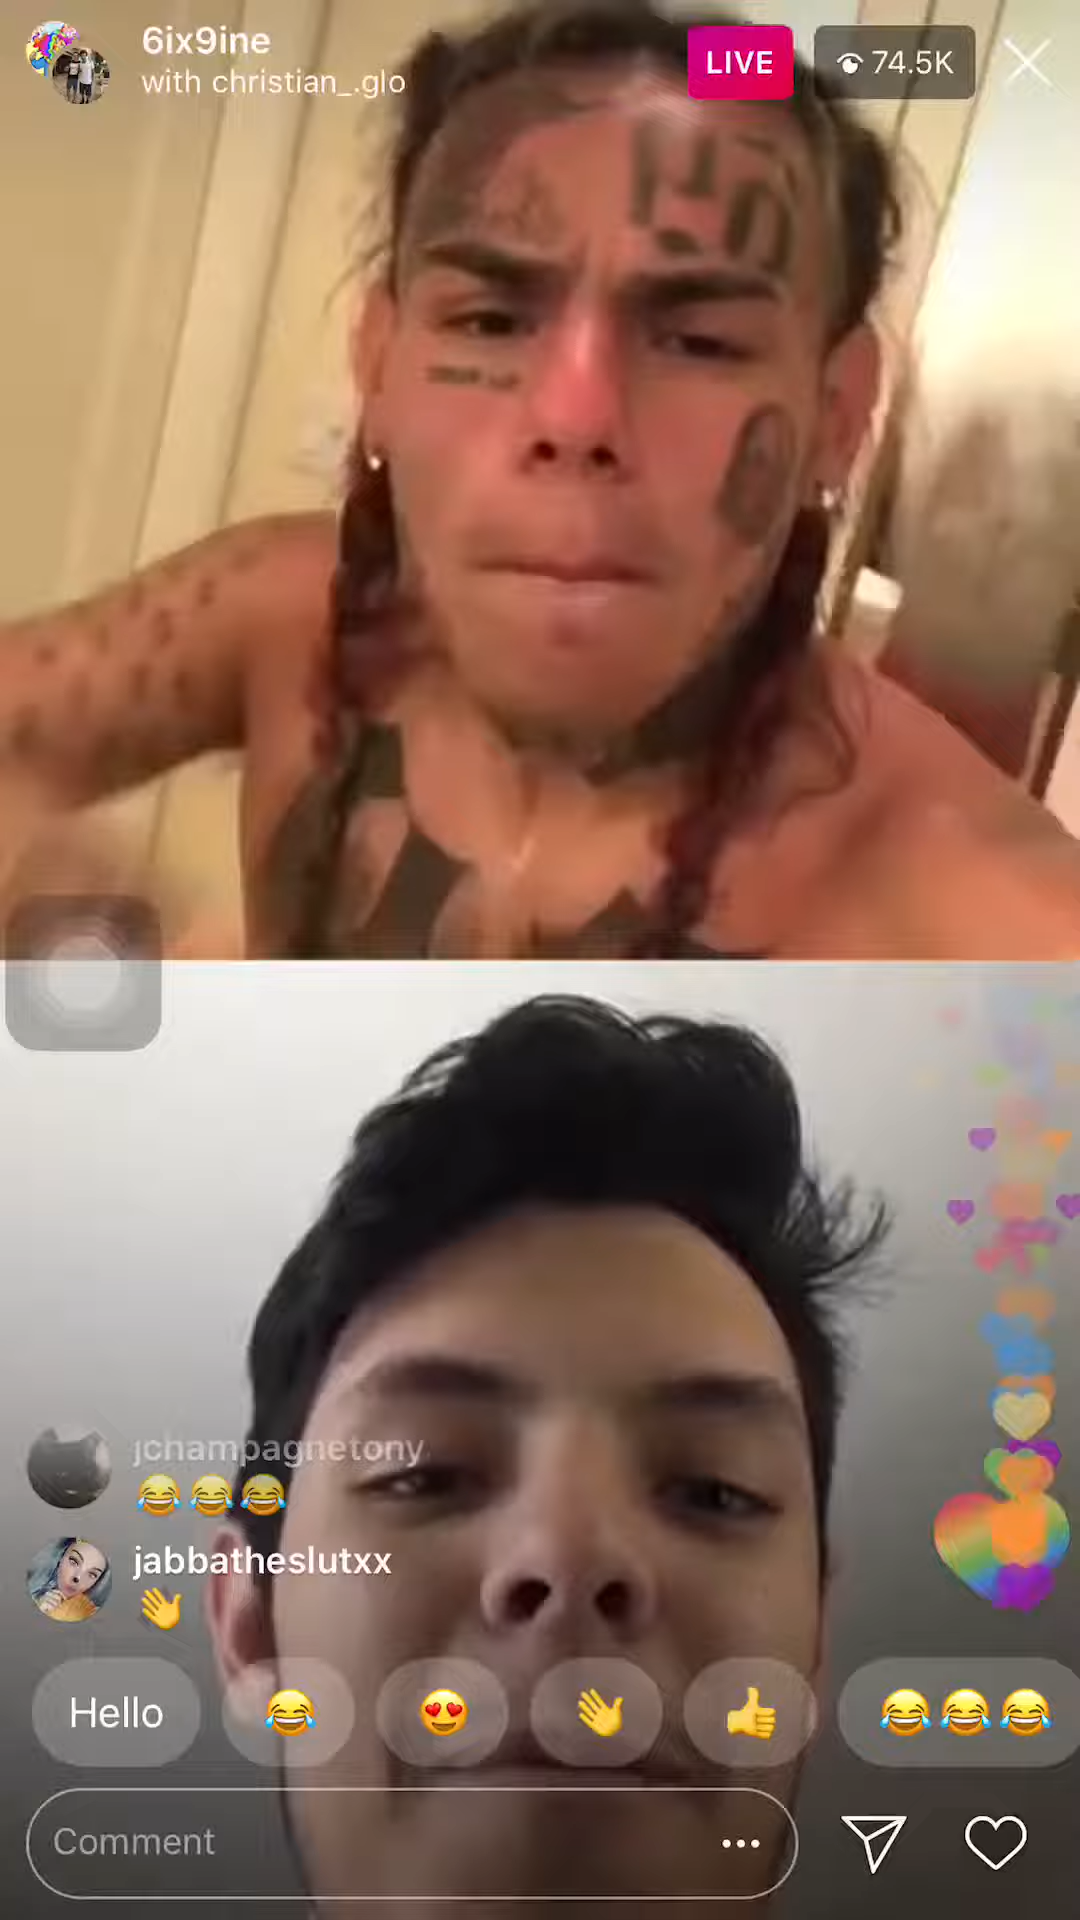 6ix9ine
LIVE
74.5K
with christian_.glo
jchampagnetony
😂😂😂
jabbatheslutxx
👋
Hello
😂
😍
👋
👍
😂😂😂
Comment